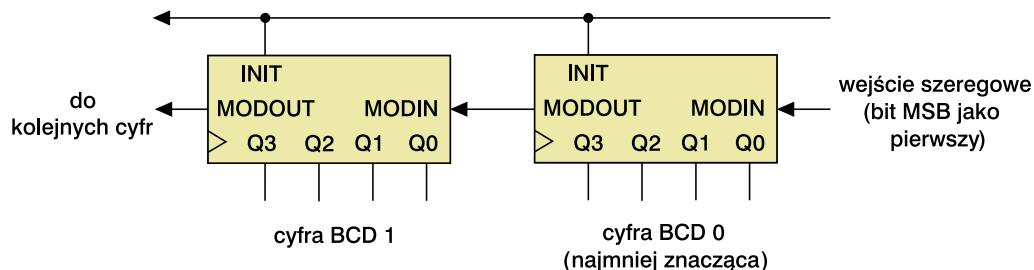 INIT
MODOUT MODIN
Q3 Q2 Q1 Q0
INIT
MODOUT MODIN
Q3 Q2 Q1 Q0
do
kolejnych cyfr
wejście szeregowe
(bit MSB jako
pierwszy)
cyfra BCD 1
cyfra BCD 0
(najmniej znacząca)